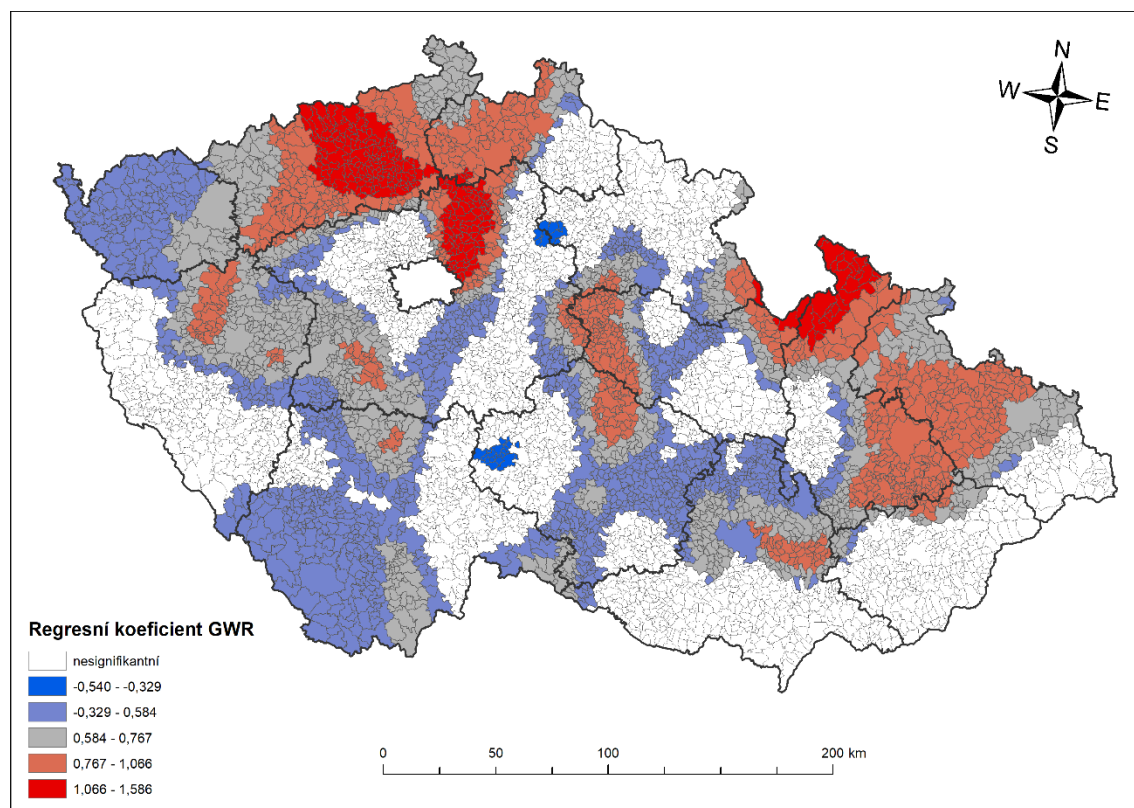 N
W E
S
Regresní koeficient GWR
nesignifikantní
-0,540 - -0,329
-0,329 - 0,584
0,584 - 0,767
0,767 - 1,066
1,066 - 1,586
0 50 100 200 km